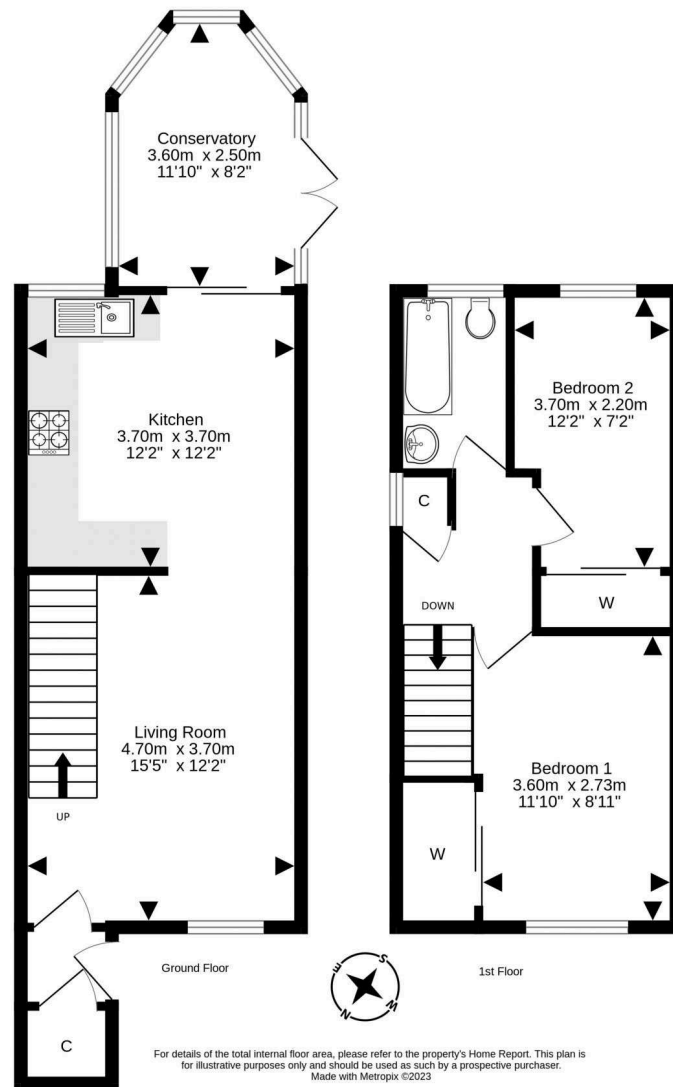 Conservatory
3.60m x 2.50m
11'10" x 8'2"
Kitchen
3.70m x 3.70m
12'2" x 12'2"
Living Room
4.70m x 3.70m
15'5" x 12'2"
UP
C
Ground Floor
Bedroom 2
3.70m x 2.20m
12'2" x 7'2"
C
W
DOWN
Bedroom 1
3.60m x 2.73m
11'10" x 8'11"
W
1st Floor
S
E
W
N
For details of the total internal floor area, please refer to the property's Home Report. This plan is
for illustrative purposes only and should be used as such by a prospective purchaser.
Made with Metropix ©2023